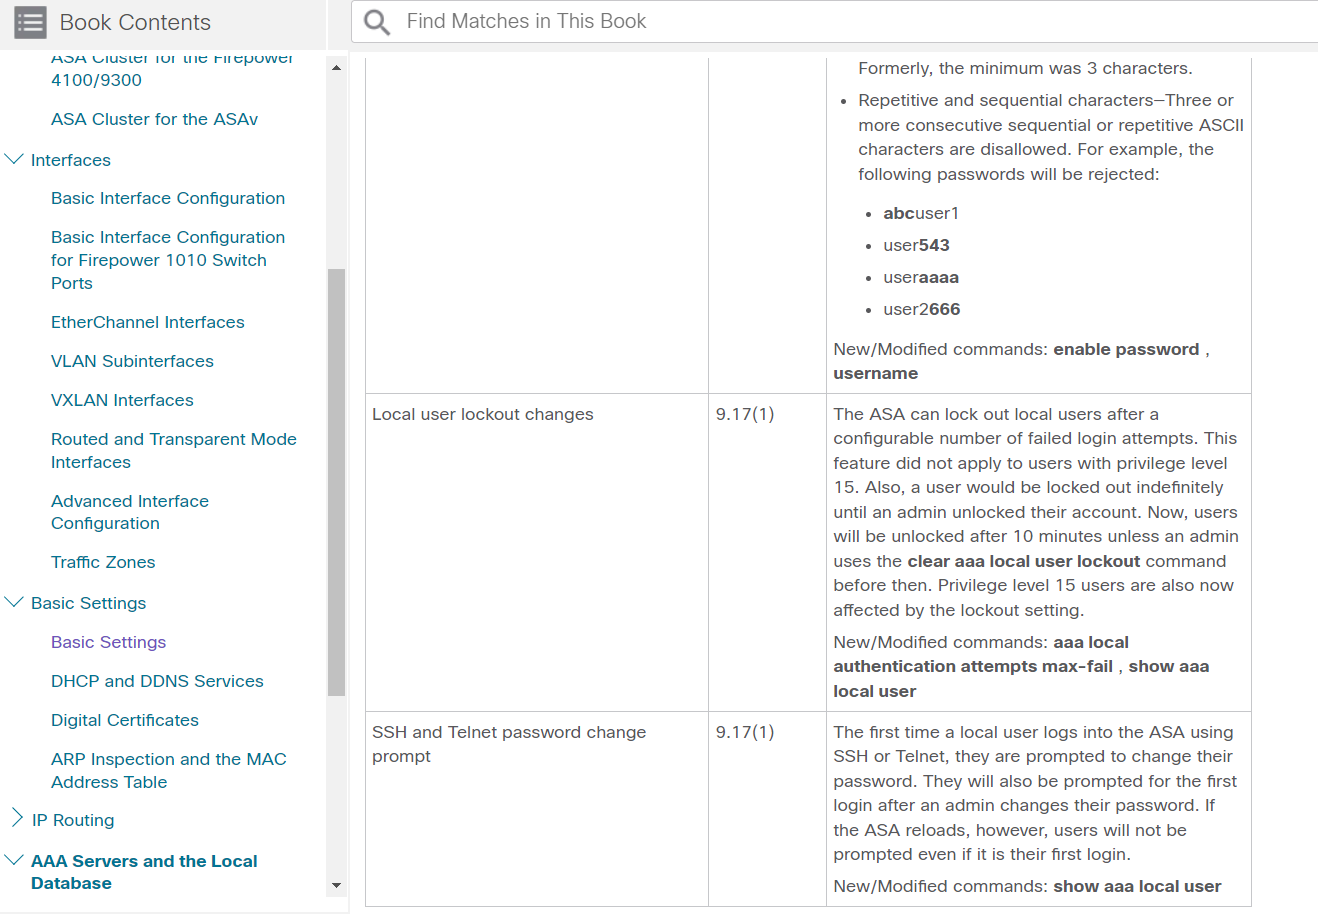 Book Contents
Find Matches in This Book
ASA Cluster for the Firepower
4100/9300
ASA Cluster for the ASAv
Interfaces
Basic Interface Configuration
Basic Interface Configuration
for Firepower 1010 Switch
Ports
EtherChannel Interfaces
VLAN Subinterfaces
VXLAN Interfaces
Routed and Transparent Mode
Interfaces
Advanced Interface
Configuration
Traffic Zones
Basic Settings
Basic Settings
DHCP and DDNS Services
Digital Certificates
ARP Inspection and the MAC
Address Table
IP Routing
AAA Servers and the Local
Database
Formerly, the minimum was 3 characters.
• Repetitive and sequential characters—Three or
more consecutive sequential or repetitive ASCII
characters are disallowed. For example, the
following passwords will be rejected:
• abcuser1
• user543
• useraaaa
• user2666
New/Modified commands: enable password ,
username
Local user lockout changes
9.17(1)
The ASA can lock out local users after a
configurable number of failed login attempts. This
feature did not apply to users with privilege level
15. Also, a user would be locked out indefinitely
until an admin unlocked their account. Now, users
will be unlocked after 10 minutes unless an admin
uses the clear aaa local user lockout command
before then. Privilege level 15 users are also now
affected by the lockout setting.
New/Modified commands: aaa local
authentication attempts max-fail , show aaa
local user
SSH and Telnet password change
prompt
9.17(1)
The first time a local user logs into the ASA using
SSH or Telnet, they are prompted to change their
password. They will also be prompted for the first
login after an admin changes their password. If
the ASA reloads, however, users will not be
prompted even if it is their first login.
New/Modified commands: show aaa local user